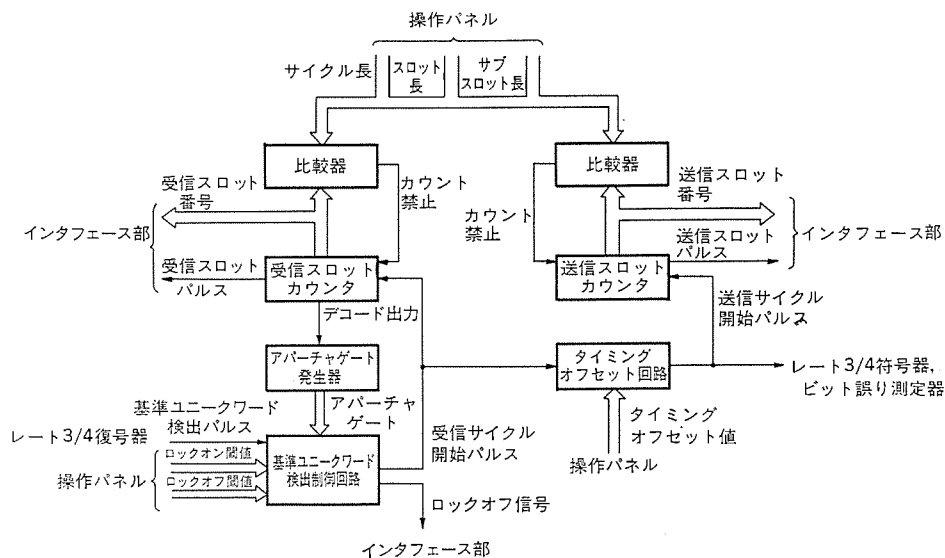 操作パネル
サイクル長
スロット
長
サブ
スロット長
比較器
比較器
受信スロット
番号
カウント
禁止
カウント
禁止
送信スロット
番号
インタフェース部
インタフェース部
受信スロット
パルス
受信スロット
カウンタ
送信スロット
カウンタ
送信スロット
パルス
デコード出力
送信サイクル
開始パルス
アパーチャゲート
発生器
タイミング
オフセット回路
レート3/4符号器,
ビット誤り測定器
基準ユニークワード
検出パルス
アパーチャ
ゲート
レート3/4復号器
受信サイクル
開始パルス
タイミング
オフセット値
操作パネル
操作パネル
ロックオン閾値
ロックオフ閾値
基準ユニークワード
検出制御回路
ロックオフ信号
インタフェース部